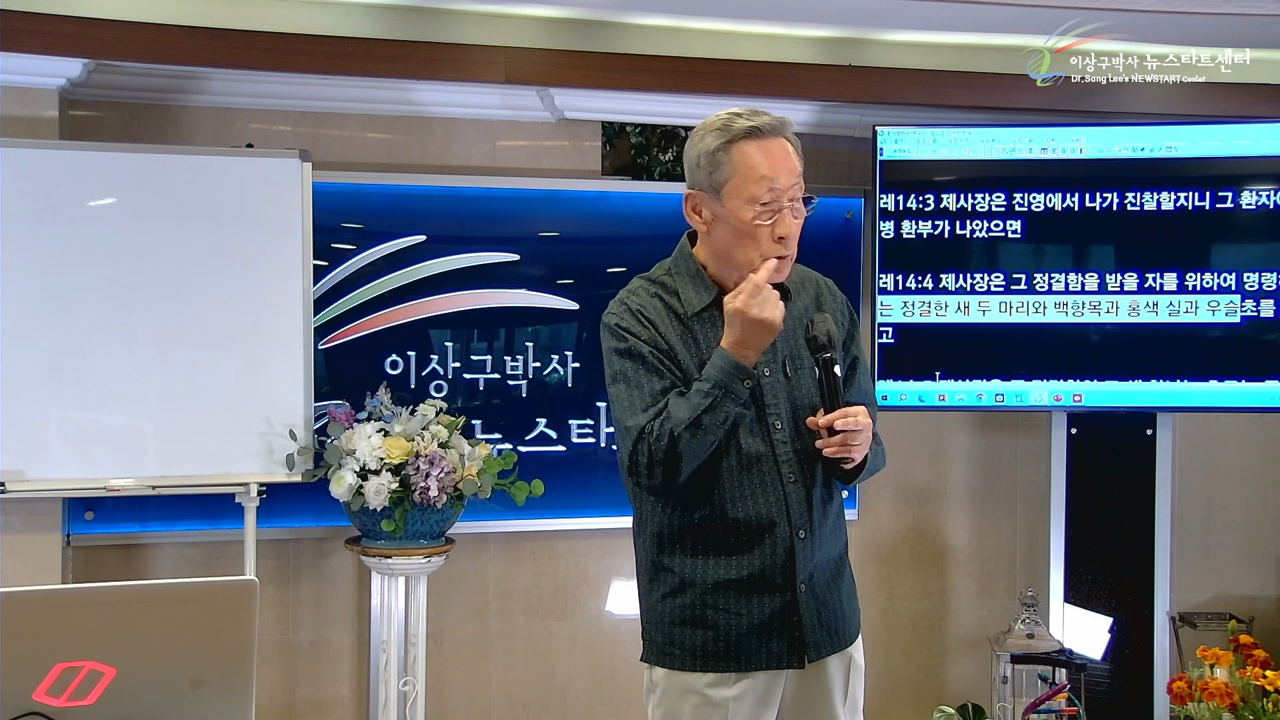 이상구박사 뉴스타트센터
Dr. Sang Lee's NEWSTART Center
레14:3 제사장은 진영에서 나가 진찰할지니 그 환자
병 환부가 나았으면
레14:4 제사장은 그 정결함을 받을 자를 위하여 명령
는 정결한 새 두 마리와 백향목과 홍색 실과 우슬초를
고
이상구박사
뉴스타